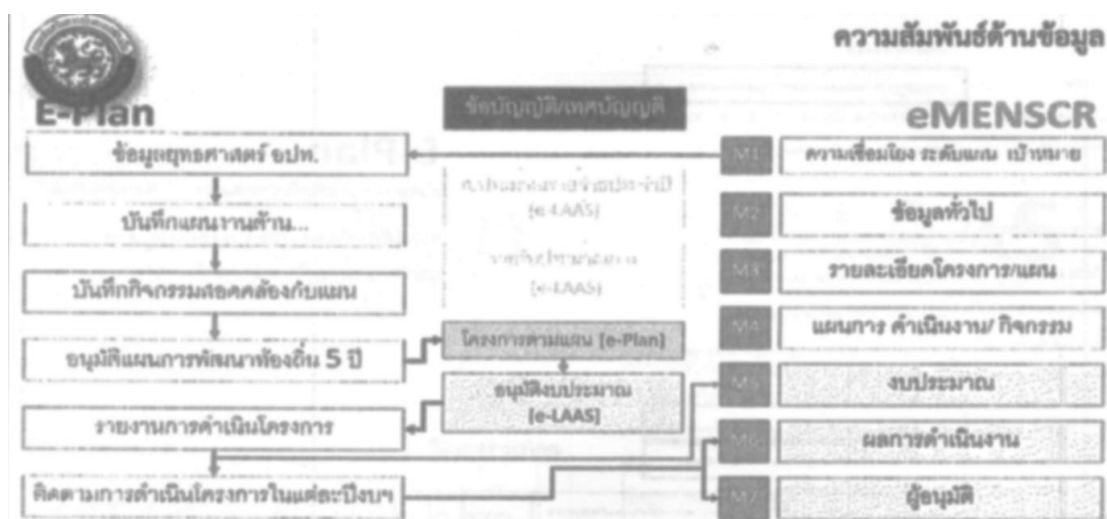 ความสัมพันธ์ด้านข้อมูล
E-Plan
ข้อบัญญัติ/เทศบัญญัติ
eMENSCR
ข้อมูลยุทธศาสตร์ อปท.
บันทึกแผนงานด้าน...
บันทึกกิจกรรมสอดคล้องกับแผน
อนุมัติแผนการพัฒนาท้องถิ่น 5 ปี
รายงานการดำเนินโครงการ
ติดตามการดำเนินโครงการในแต่ละปีงบฯ
(e-LAAS)
(e-LAAS)
โครงการตามแผน [e-Plan]
อนุมัติงบประมาณ
[e-LAAS]
M1 ความเชื่อมโยง ระดับแผน เป้าหมาย
M2 ข้อมูลทั่วไป
M3 รายละเอียดโครงการ/แผน
M4 แผนการ ดำเนินงาน/ กิจกรรม
M5 งบประมาณ
M6 ผลการดำเนินงาน
M7 ผู้อนุมัติ